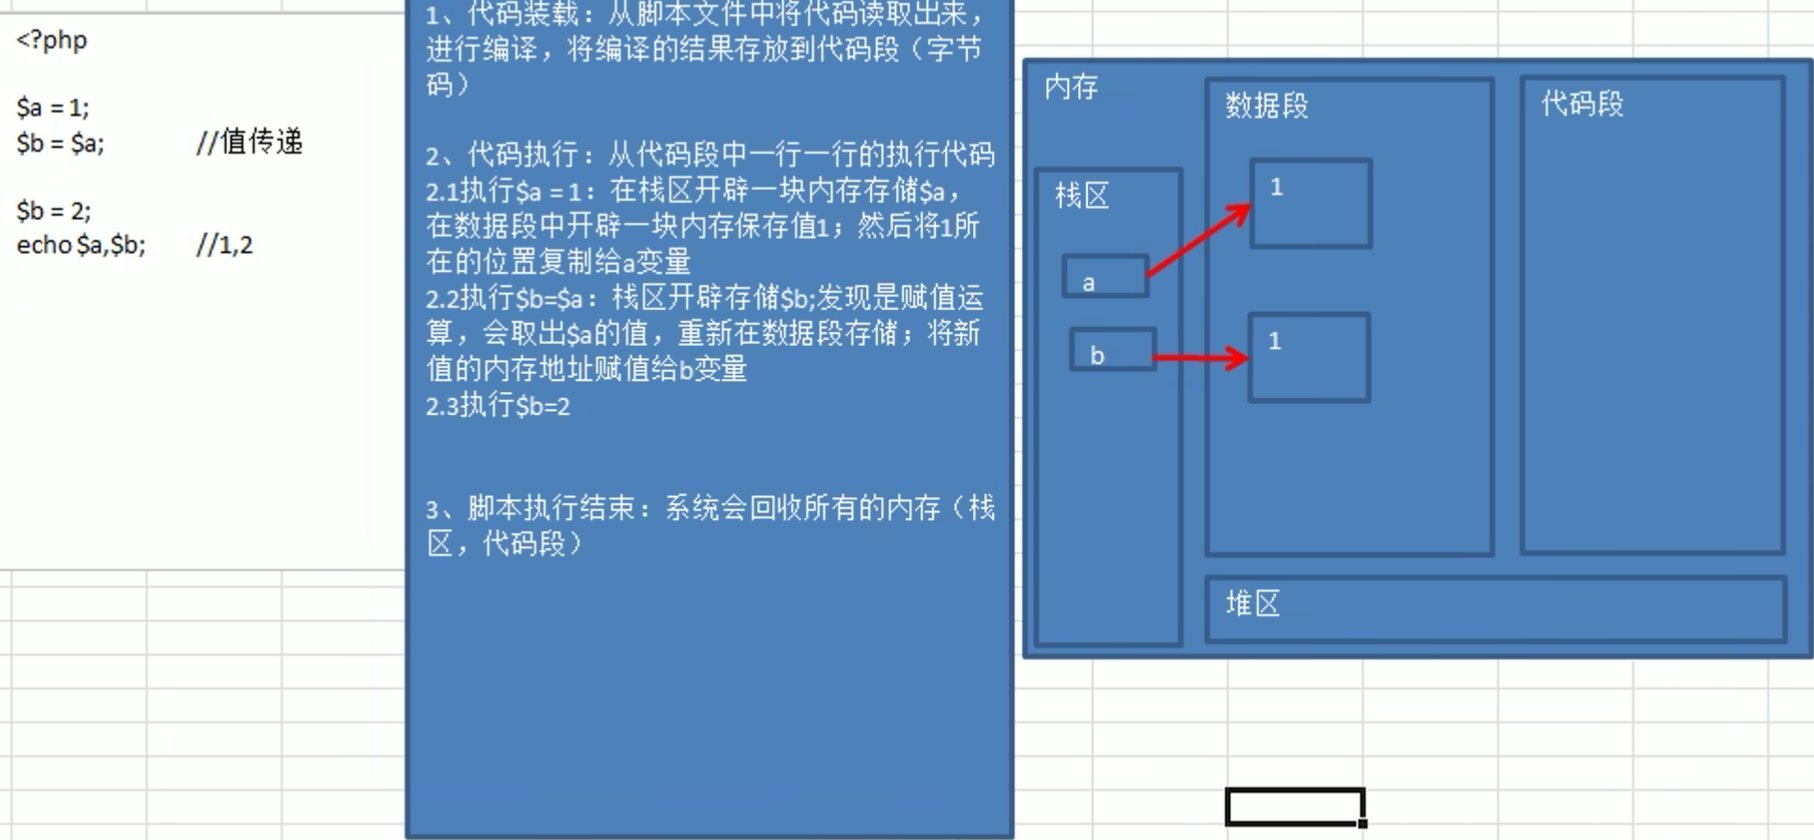 <?php
$a = 1;
$b = $a; //值传递
$b = 2;
echo $a,$b; //1,2
1、代码装载：从脚本文件中将代码读取出来，
进行编译，将编译的结果存放到代码段（字节
码）
2、代码执行：从代码段中一行一行的执行代码
2.1执行$a = 1：在栈区开辟一块内存存储$a，
在数据段中开辟一块内存保存值1；然后将1所
在的位置复制给a变量
2.2执行$b=$a：栈区开辟存储$b;发现是赋值运
算，会取出$a的值，重新在数据段存储；将新
值的内存地址赋值给b变量
2.3执行$b=2
3、脚本执行结束：系统会回收所有的内存（栈
区，代码段）
内存
数据段
代码段
栈区
1
a
1
b
堆区